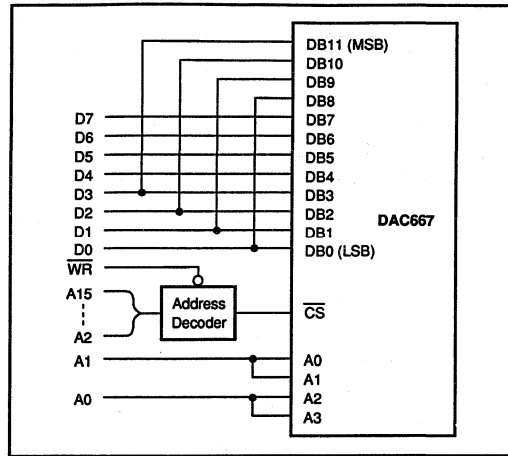 DB11 (MSB)
DB10
DB9
DB8
D7 DB7
D6 DB6
D5 DB5
D4 DB4
D3 DB3
D2 DB2
DAC667
D1 DB1
D0 DB0 (LSB)
WR
A15
Address
Decoder
CS
A2
A1 A0
A1
A0 A2
A3